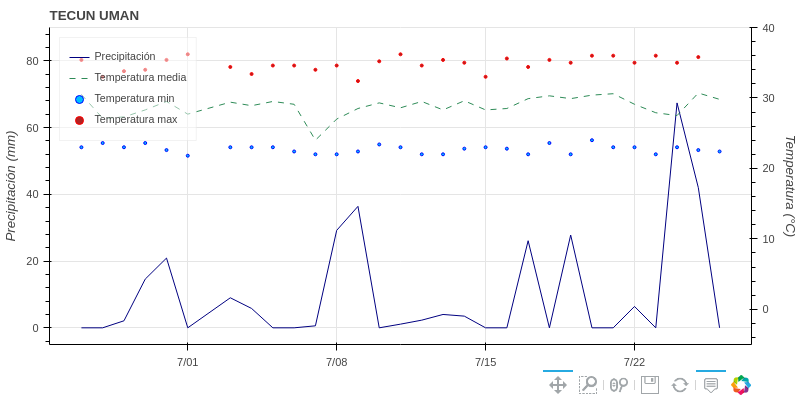 TECUN UMAN
Precipitación
Temperatura media
Temperatura min
Temperatura max
Precipitación (mm)
80
60
40
20
0
Temperatura (°C)
40
30
20
10
0
7/01
7/08
7/15
7/22